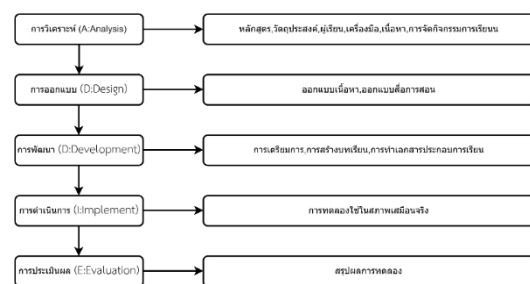 การวิเคราะห์ (A:Analysis)
หลักสูตร,วัตถุประสงค์,ผู้เรียน,เครื่องมือ,เนื้อหา,การจัดกิจกรรมการเรียนน
การออกแบบ (D:Design)
ออกแบบเนื้อหา,ออกแบบสื่อการสอน
การพัฒนา (D:Development)
การเตรียมการ,การสร้างบทเรียน,การทำเอกสารประกอบการเรียน
การดำเนินการ (I:Implement)
การทดลองใช้ในสภาพเสมือนจริง
การประเมินผล (E:Evaluation)
สรุปผลการทดลอง